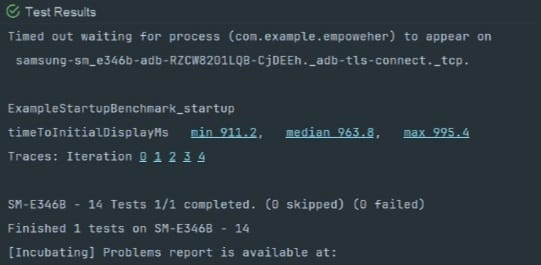 Test Results
Timed out waiting for process (com.example.empoweher) to appear on
samsung-sm_e346b-adb-RZCW8201LQB-CjDEEh._adb-tls-connect._tcp.
ExampleStartupBenchmark_startup
timeToInitialDisplayMs min 911.2, median 963.8, max 995.4
Traces: Iteration 0 1 2 3 4
SM-E346B - 14 Tests 1/1 completed. (0 skipped) (0 failed)
Finished 1 tests on SM-E346B - 14
[Incubating] Problems report is available at: